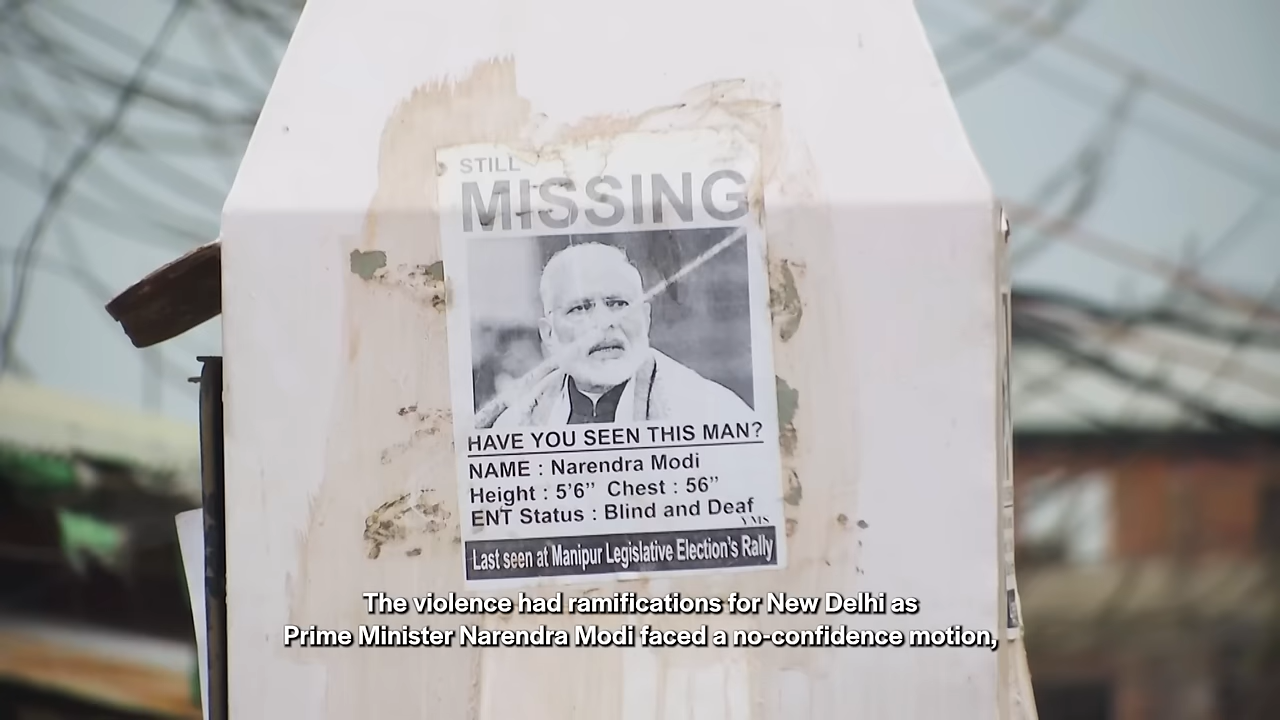 STILL
MISSING
HAVE YOU SEEN THIS MAN?
NAME : Narendra Modi
Height : 5'6” Chest : 56”
ENT Status : Blind and Deaf
YMS
Last seen at Manipur Legislative Election's Rally
The violence had ramifications for New Delhi as
Prime Minister Narendra Modi faced a no-confidence motion,